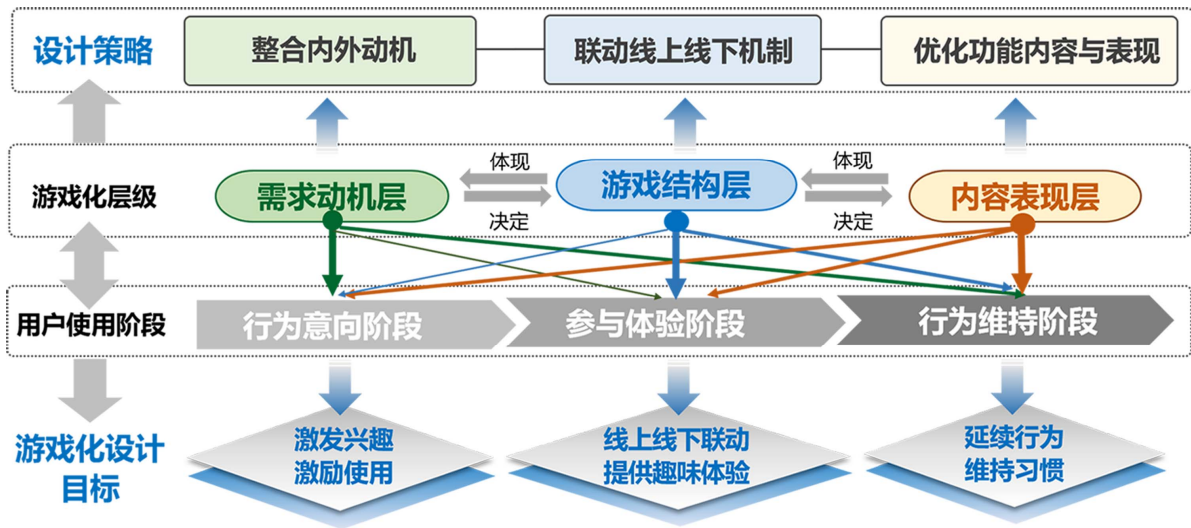 设计策略
整合内外动机
联动线上线下机制
优化功能内容与表现
游戏化层级
需求动机层
体现
决定
游戏结构层
体现
决定
内容表现层
用户使用阶段
行为意向阶段
参与体验阶段
行为维持阶段
游戏化设计
目标
激发兴趣
激励使用
线上线下联动
提供趣味体验
延续行为
维持习惯